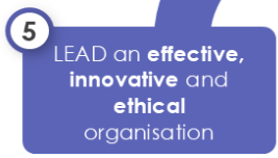 5
LEAD an effective,
innovative and
ethical
organisation